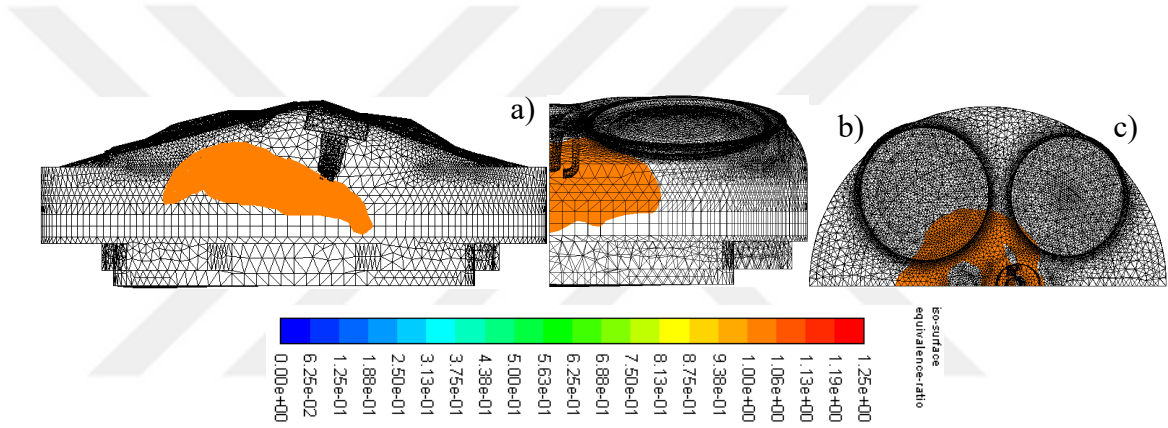 a)
b)
c)
iso-surface
equivalence-ratio
0.00e+00
6.25e-02
1.25e-01
1.88e-01
2.50e-01
3.13e-01
3.75e-01
4.38e-01
5.00e-01
5.63e-01
6.25e-01
6.88e-01
7.50e-01
8.13e-01
8.75e-01
9.38e-01
1.00e+00
1.06e+00
1.13e+00
1.19e+00
1.25e+00